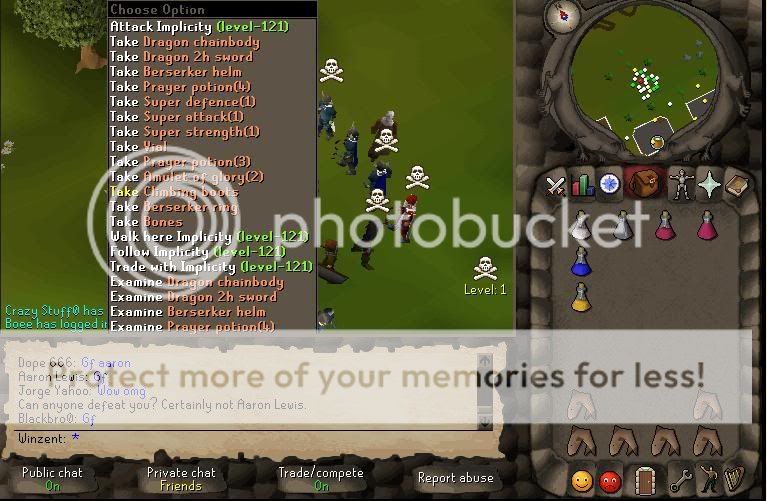 Choose Option
Attack Implicity (level-121)
Take Dragon chainbody
Take Dragon 2h sword
Take Berserker helm
Take Prayer potion(4)
Take Super defence(1)
Take Super attack(1)
Take Super strength(1)
Take Vial
Take Prayer potion(3)
Take Amulet of glory(2)
Take Climbing boots
Take Berserker ring
Take Bones
Walk here Implicity (level-121)
Follow Implicity (level-121)
Trade with Implicity (level-121)
Examine Dragon chainbody
Examine Dragon 2h sword
Examine Berserker helm
Examine Prayer potion(4)
Level: 1
Crazy Stuff0 has
Boee has logged in
photobucket
Protect more of your memories for less!
Dope 666: Gf aaron
Aaron Lewis: Gf
Jorge Yahoo: Wow omg
Can anyone defeat you? Certainly not Aaron Lewis.
Blackbro0: Gf
Winzent: *
Public chat
On
Private chat
Friends
Trade/compete
On
Report abuse